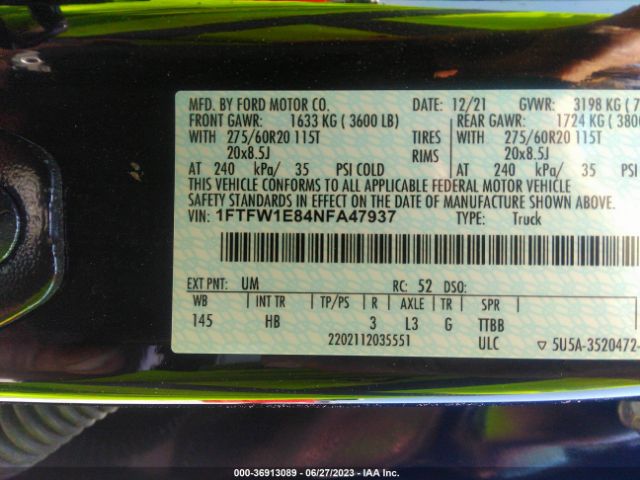 MFD. BY FORD MOTOR CO. DATE: 12/21 GVWR: 3198 KG ( 7
FRONT GAWR: 1633 KG ( 3600 LB) REAR GAWR: 1724 KG ( 3800
WITH 275/60R20 115T TIRES WITH 275/60R20 115T
20x8.5J RIMS 20x8.5J
AT 240 kPa/ 35 PSI COLD AT 240 kPa/ 35 PSI
THIS VEHICLE CONFORMS TO ALL APPLICABLE FEDERAL MOTOR VEHICLE
SAFETY STANDARDS IN EFFECT ON THE DATE OF MANUFACTURE SHOWN ABOVE.
VIN: 1FTFW1E84NFA47937 TYPE: Truck
EXT PNT: UM RC: 52 DSO:
WB INT TR TP/PS R AXLE TR SPR
145 HB 3 L3 G TTBB
2202112035551 ULC ▽ 5U5A-3520472-
000-36913089 - 06/27/2023 - IAA Inc.